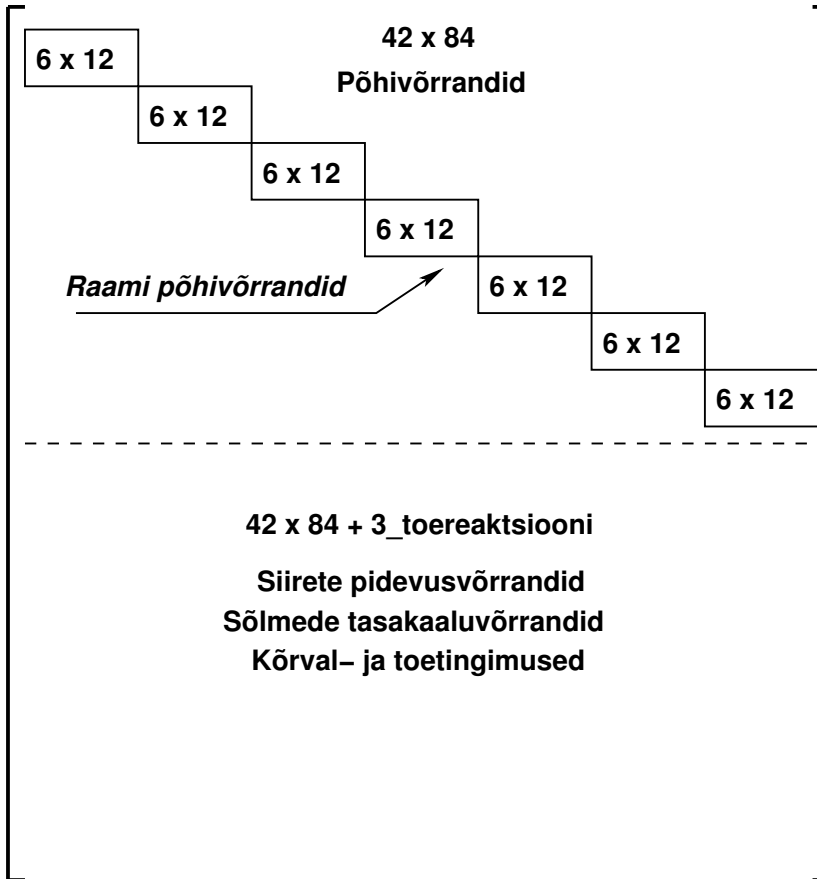 42 x 84
6 x 12
Põhivõrrandid
6 x 12
6 x 12
6 x 12
Raami põhivõrrandid
6 x 12
6 x 12
6 x 12
42 x 84 + 3_toereaktsiooni
Siirete pidevusvõrrandid
Sõlmede tasakaaluvõrrandid
Kõrval− ja toetingimused